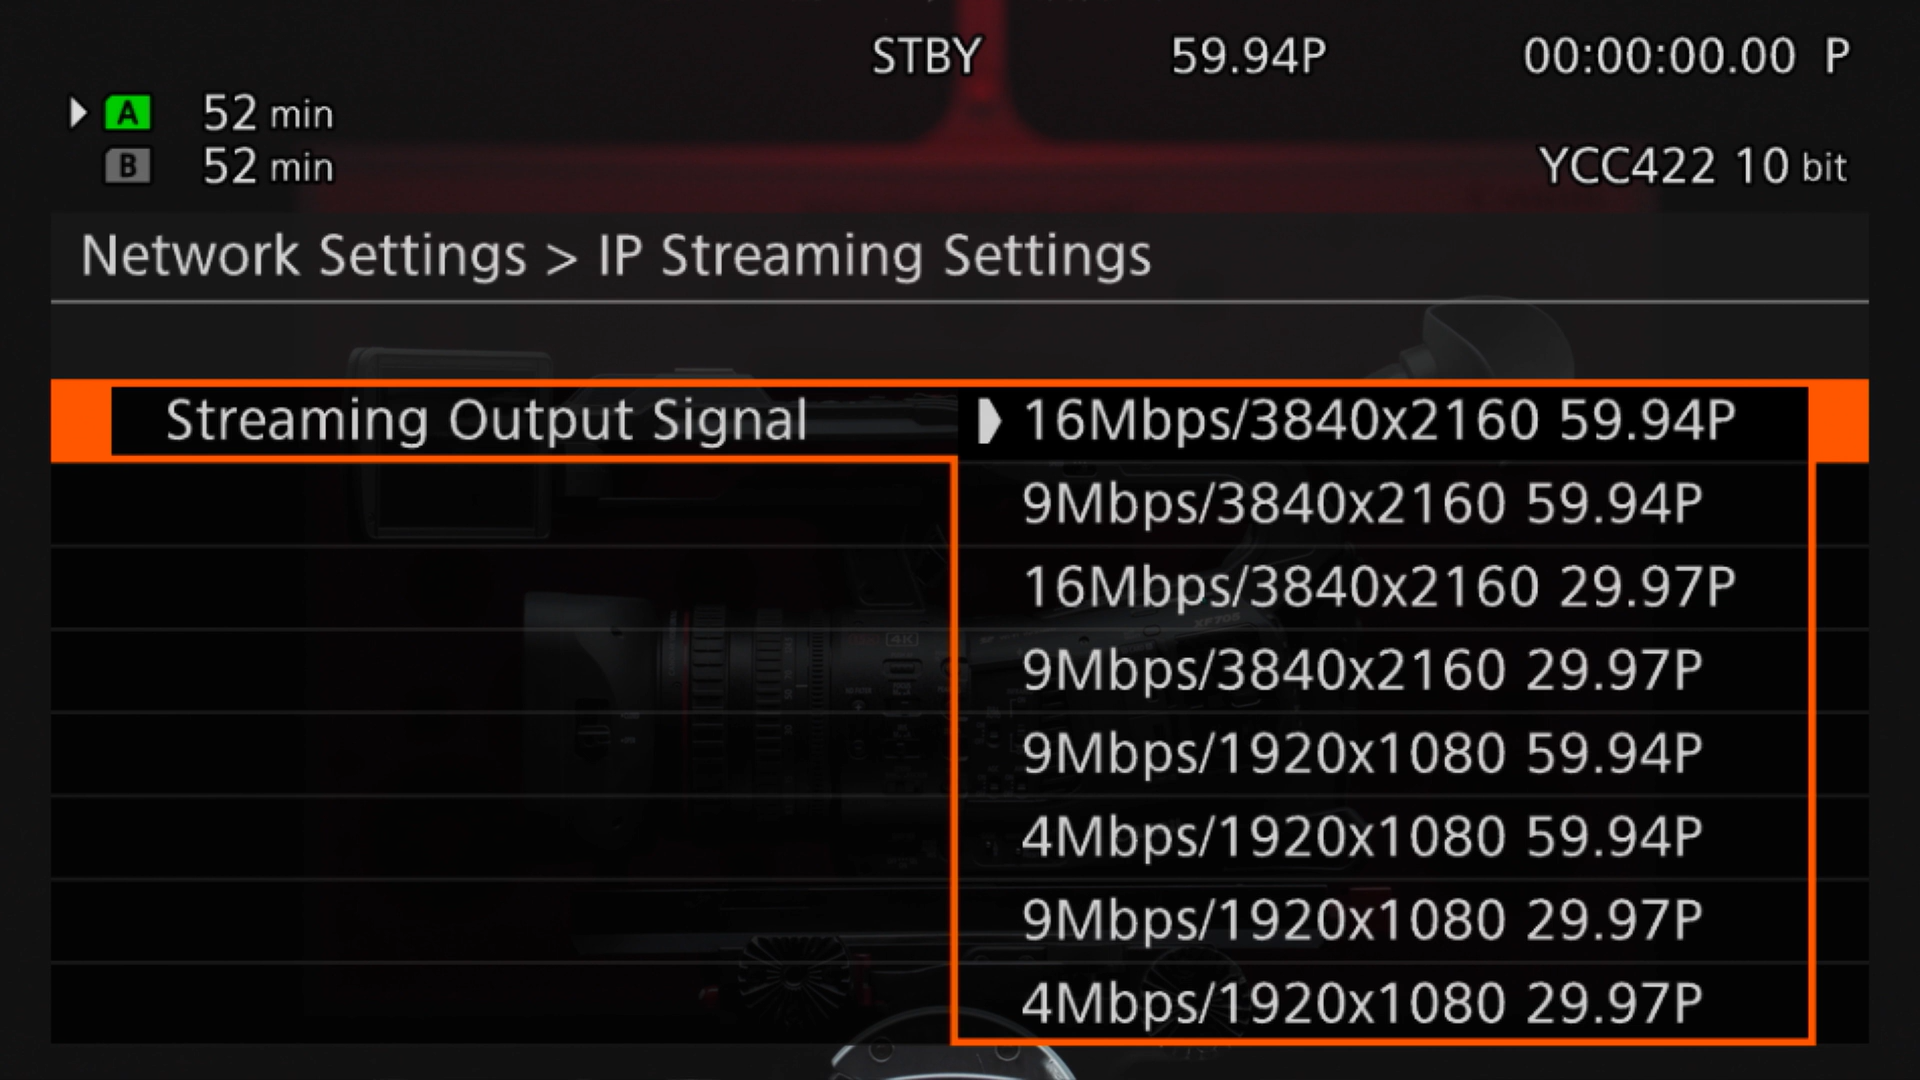 STBY 59.94P 00:00:00.00 P
A 52 min
B 52 min
YCC422 10 bit
Network Settings > IP Streaming Settings
Streaming Output Signal 16Mbps/3840x2160 59.94P
9Mbps/3840x2160 59.94P
16Mbps/3840x2160 29.97P
9Mbps/3840x2160 29.97P
9Mbps/1920x1080 59.94P
4Mbps/1920x1080 59.94P
9Mbps/1920x1080 29.97P
4Mbps/1920x1080 29.97P
4K
XF705